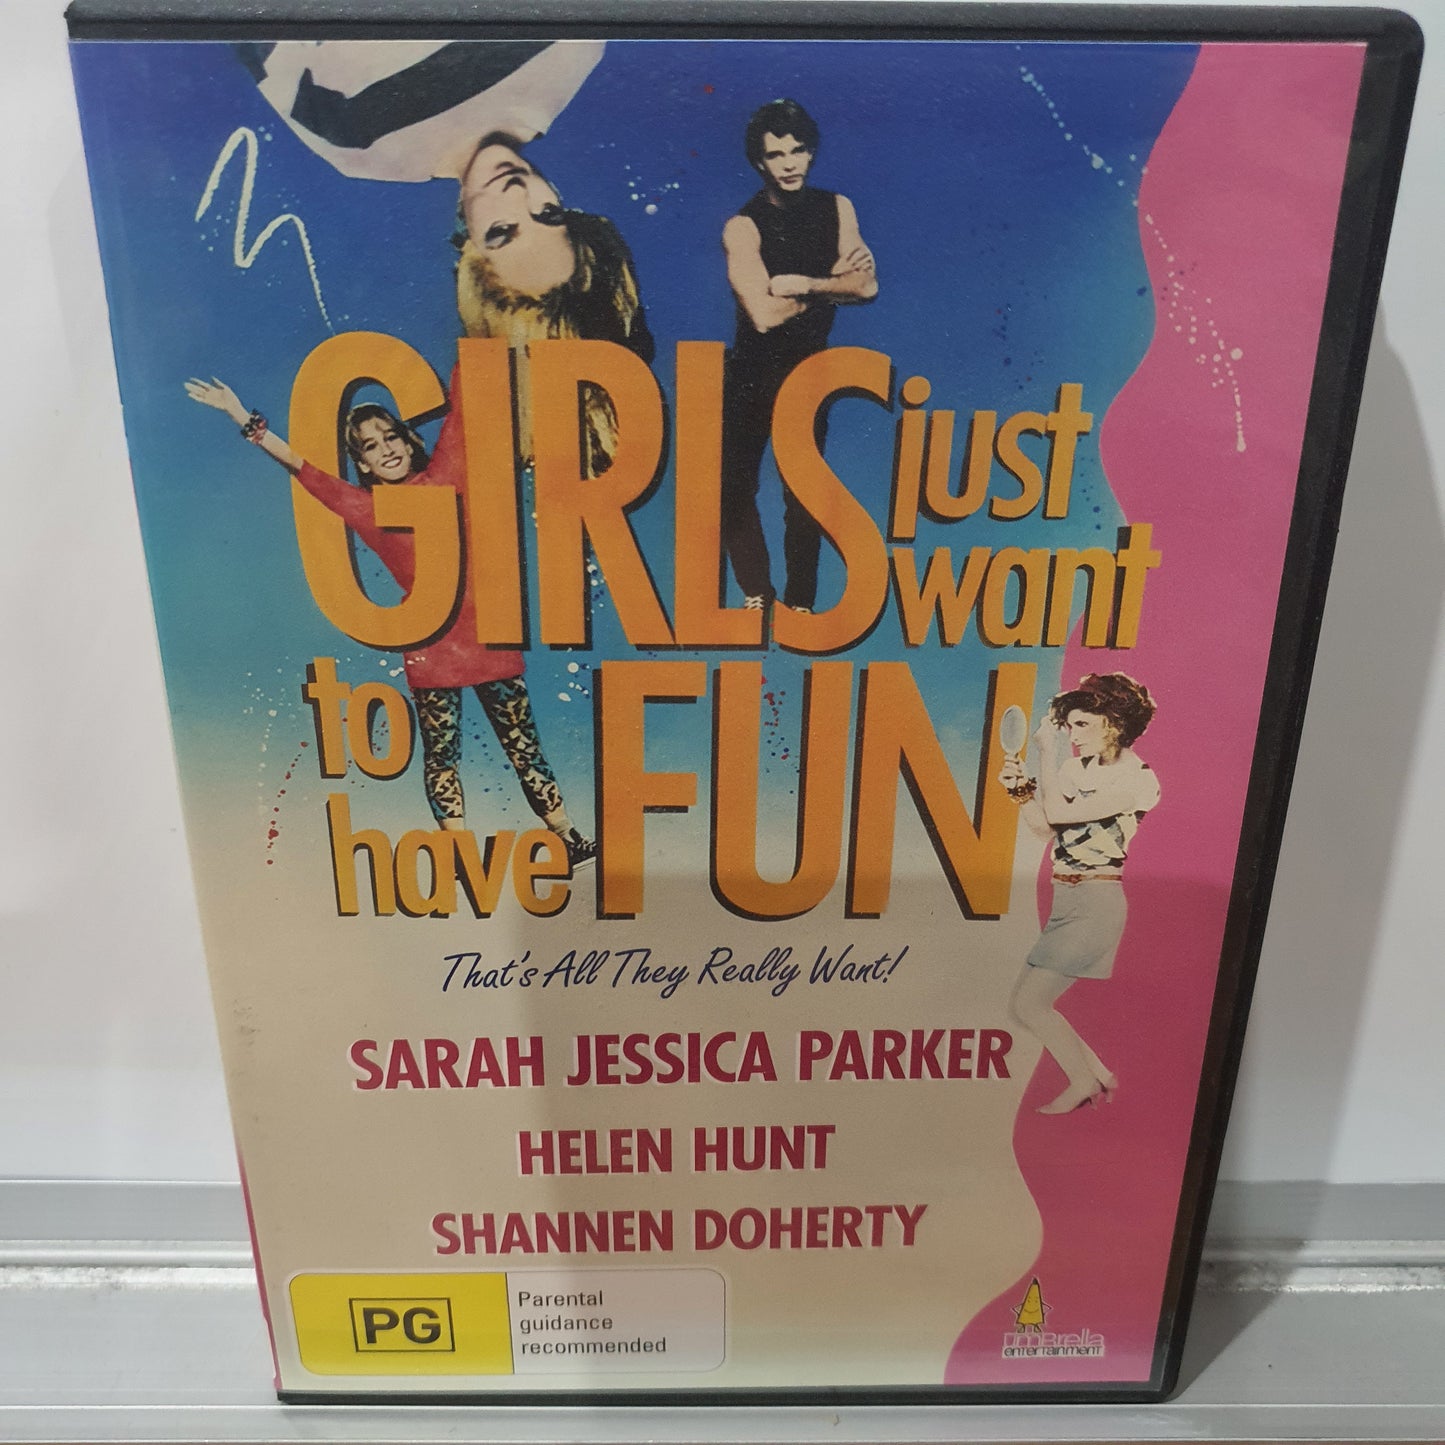 GIRLS just
want
to
have FUN
That's All They Really Want!
SARAH JESSICA PARKER
HELEN HUNT
SHANNEN DOHERTY
PG
Parental
guidance
recommended
umbrella
entertainment